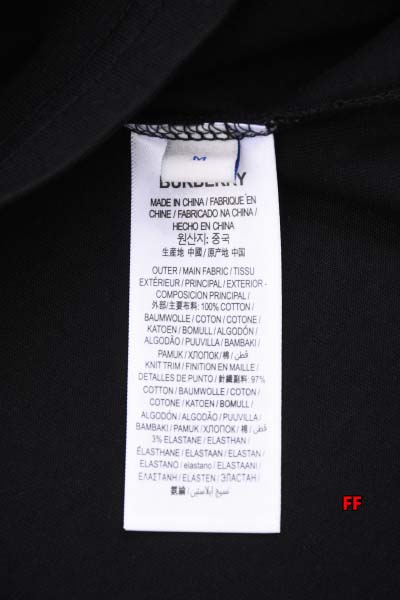 M
BURBERRY
MADE IN CHINA / FABRIQUE EN
CHINE / FABRICADO NA CHINA /
HECHO EN CHINA
원산지: 중국
生産地 中國 / 原产地 中国
OUTER / MAIN FABRIC / TISSU
EXTÉRIEUR / PRINCIPAL / EXTERIOR -
COMPOSICION PRINCIPAL /
外部/主要布料: 100% COTTON /
BAUMWOLLE / COTON / COTONE /
KATOEN / BOMULL / ALGODÓN /
ALGODÃO / PUUVILLA / BAMBAKI /
PAMUK / ХЛОПОК / 棉 / قطن /
KNIT TRIM / FINITION EN MAILLE /
DETALLES DE PUNTO / 針織副料: 97%
COTTON / BAUMWOLLE / COTON /
COTONE / KATOEN / BOMULL /
ALGODÓN / ALGODÃO / PUUVILLA /
BAMBAKI / PAMUK / ХЛОПОК / 棉 / قطن /
3% ELASTANE / ELASTHAN /
ÉLASTHANE / ELASTAAN / ELASTAN /
ELASTANO / elastano / ELASTAANI /
ΕΛΑΣΤΑΝΗ / ELASTEN / ЭЛАСТАН /
نسيج أيلاستين /
FF